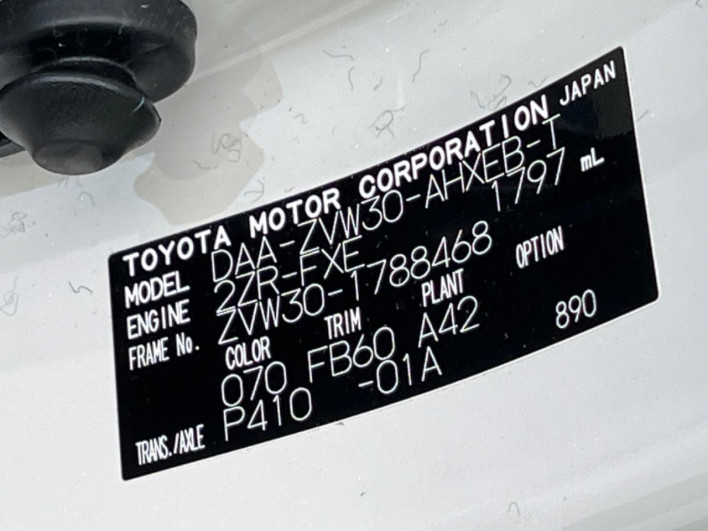 TOYOTA MOTOR CORPORATION JAPAN
MODEL DAA-ZVW30-AHXEB-T
ENGINE 2ZR-FXE 1797 mL
FRAME No. ZVW30-1788468
COLOR TRIM PLANT OPTION
070 FB60 A42 890
TRANS./AXLE P410 -01A